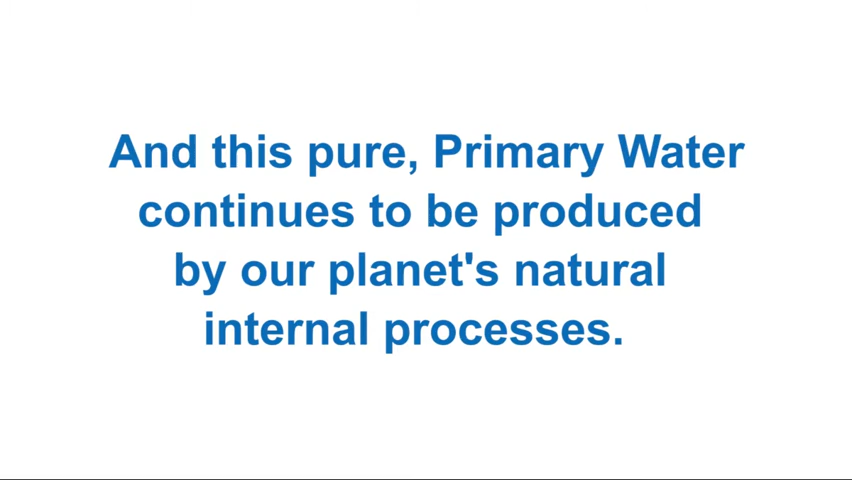 And this pure, Primary Water
continues to be produced
by our planet's natural
internal processes.